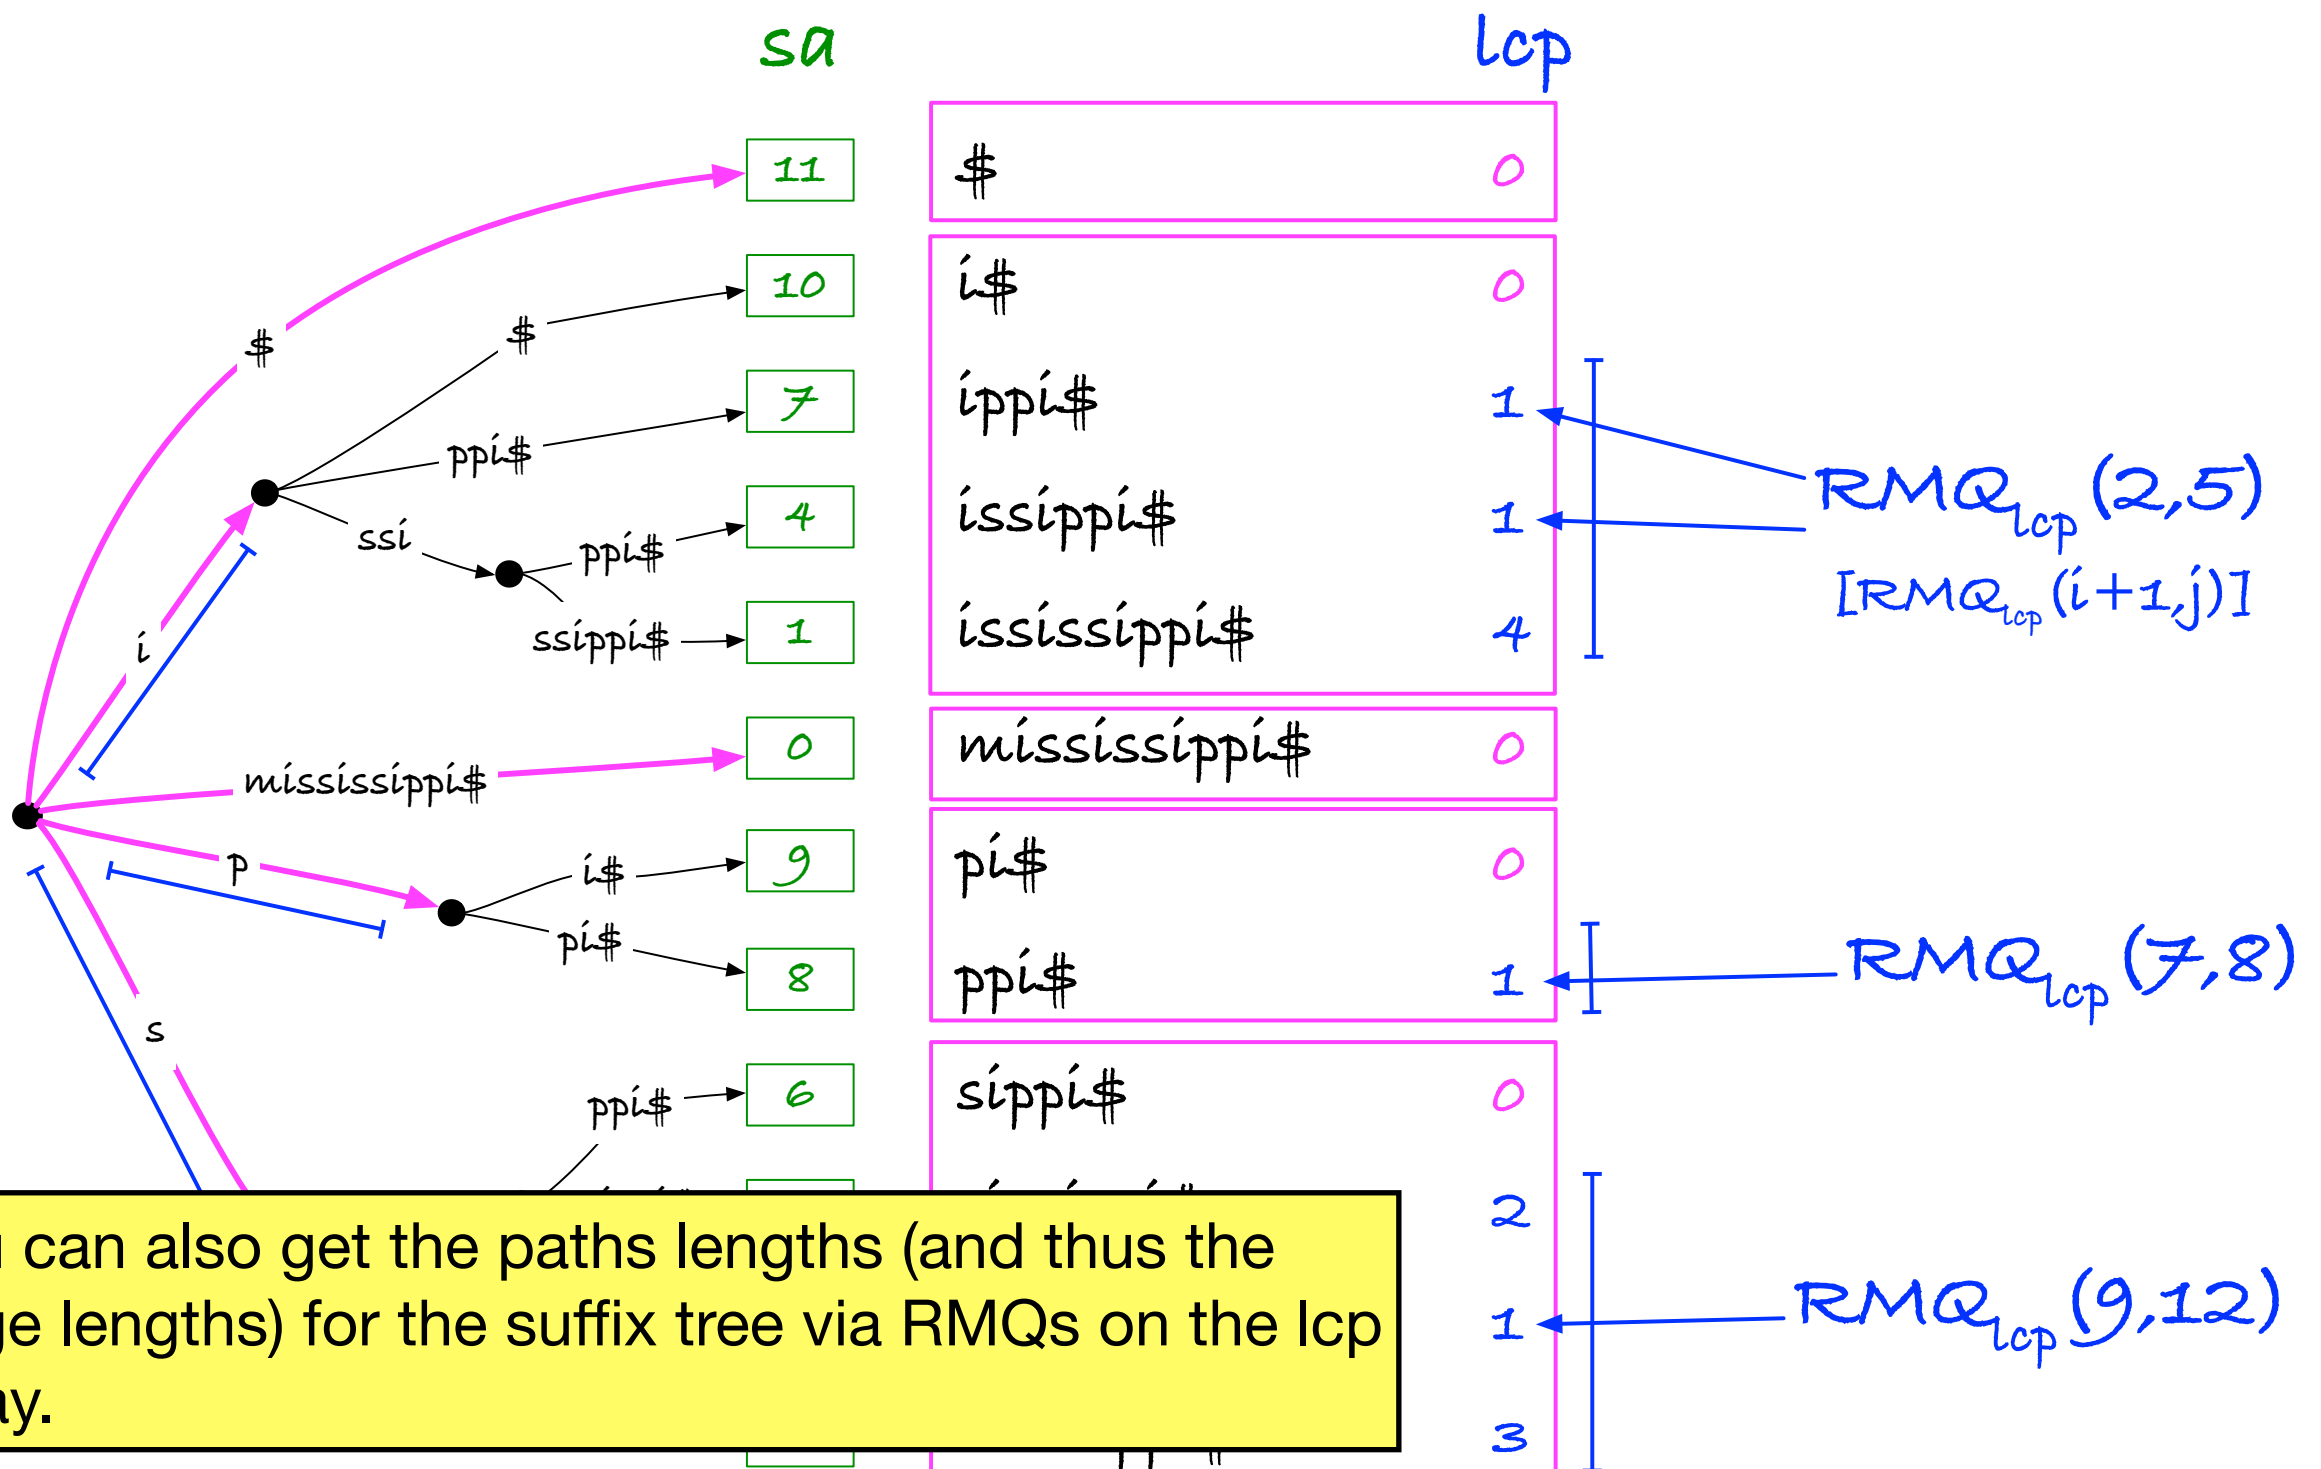 sa lcp
11 $ 0
$
10 i$ 0
$
7 ippi$ 1
ppi$
RMQlcp (2,5)
4 issippi$ 1
ssi ppi$
[RMQlcp (i+1,j)]
1 ississippi$ 4
ssippi$
i
0 mississippi$ 0
mississippi$
9 pi$ 0
p i$
8 ppi$ 1
pi$
RMQlcp (7,8)
s
6 sippi$ 0
ppi$
2
can also get the paths lengths (and thus the
lengths) for the suffix tree via RMQs on the lcp
1 RMQlcp (9,12)
3